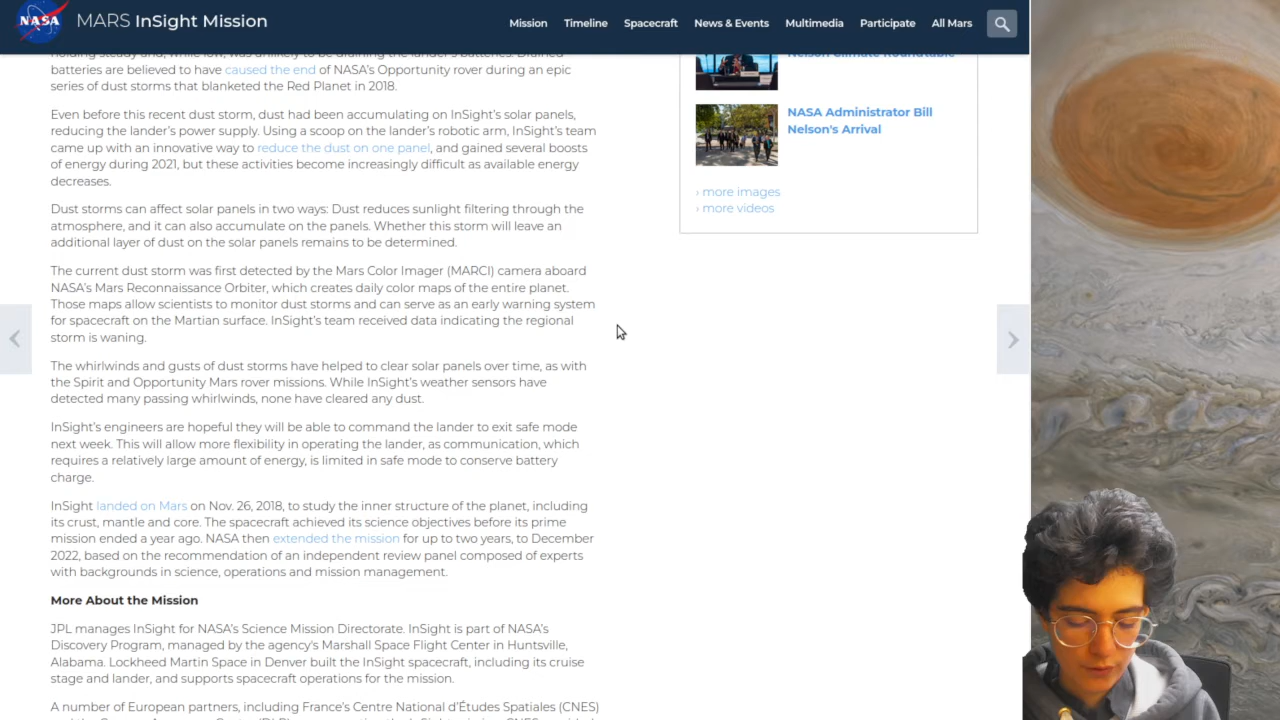 NASA
MARS InSight Mission
Mission
Timeline
Spacecraft
News & Events
Multimedia
Participate
All Mars
holding steady and, while low, was unlikely to be draining the lander's batteries. Drained
batteries are believed to have caused the end of NASA's Opportunity rover during an epic
series of dust storms that blanketed the Red Planet in 2018.
Even before this recent dust storm, dust had been accumulating on InSight's solar panels,
reducing the lander's power supply. Using a scoop on the lander's robotic arm, InSight's team
came up with an innovative way to reduce the dust on one panel, and gained several boosts
of energy during 2021, but these activities become increasingly difficult as available energy
decreases.
Dust storms can affect solar panels in two ways: Dust reduces sunlight filtering through the
atmosphere, and it can also accumulate on the panels. Whether this storm will leave an
additional layer of dust on the solar panels remains to be determined.
The current dust storm was first detected by the Mars Color Imager (MARCI) camera aboard
NASA's Mars Reconnaissance Orbiter, which creates daily color maps of the entire planet.
Those maps allow scientists to monitor dust storms and can serve as an early warning system
for spacecraft on the Martian surface. InSight's team received data indicating the regional
storm is waning.
The whirlwinds and gusts of dust storms have helped to clear solar panels over time, as with
the Spirit and Opportunity Mars rover missions. While InSight's weather sensors have
detected many passing whirlwinds, none have cleared any dust.
InSight's engineers are hopeful they will be able to command the lander to exit safe mode
next week. This will allow more flexibility in operating the lander, as communication, which
requires a relatively large amount of energy, is limited in safe mode to conserve battery
charge.
InSight landed on Mars on Nov. 26, 2018, to study the inner structure of the planet, including
its crust, mantle and core. The spacecraft achieved its science objectives before its prime
mission ended a year ago. NASA then extended the mission for up to two years, to December
2022, based on the recommendation of an independent review panel composed of experts
with backgrounds in science, operations and mission management.
More About the Mission
JPL manages InSight for NASA's Science Mission Directorate. InSight is part of NASA's
Discovery Program, managed by the agency's Marshall Space Flight Center in Huntsville,
Alabama. Lockheed Martin Space in Denver built the InSight spacecraft, including its cruise
stage and lander, and supports spacecraft operations for the mission.
A number of European partners, including France's Centre National d'Études Spatiales (CNES)
Nelson Climate Roundtable
NASA Administrator Bill
Nelson's Arrival
› more images
› more videos